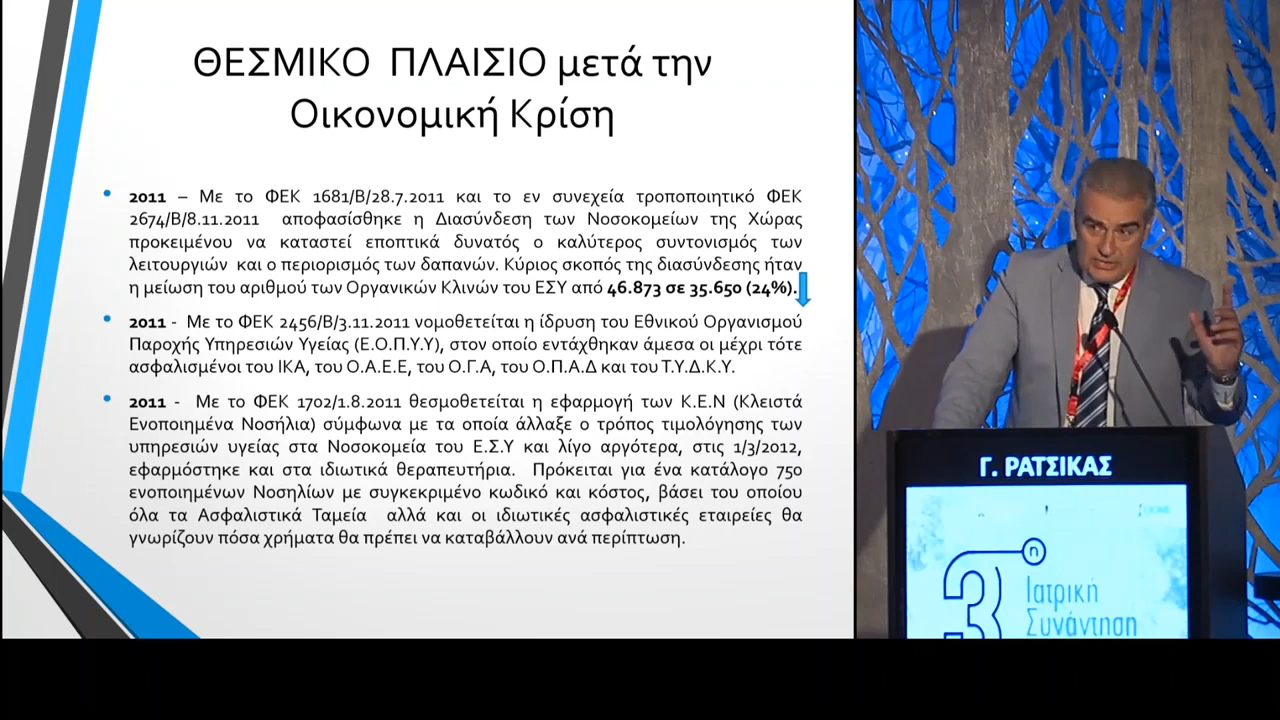 ΘΕΣΜΙΚΟ ΠΛΑΙΣΙΟ μετά την
Οικονομική Κρίση
• 2011 – Με το ΦΕΚ 1681/Β/28.7.2011 και το εν συνεχεία τροποποιητικό ΦΕΚ
2674/Β/8.11.2011 αποφασίσθηκε η Διασύνδεση των Νοσοκομείων της Χώρας
προκειμένου να καταστεί εποπτικά δυνατός ο καλύτερος συντονισμός των
λειτουργιών και ο περιορισμός των δαπανών. Κύριος σκοπός της διασύνδεσης ήταν
η μείωση του αριθμού των Οργανικών Κλινών του ΕΣΥ από 46.873 σε 35.650 (24%).
• 2011 - Με το ΦΕΚ 2456/Β/3.11.2011 νομοθετείται η ίδρυση του Εθνικού Οργανισμού
Παροχής Υπηρεσιών Υγείας (Ε.Ο.Π.Υ.Υ), στον οποίο εντάχθηκαν άμεσα οι μέχρι τότε
ασφαλισμένοι του ΙΚΑ, του Ο.Α.Ε.Ε, του Ο.Γ.Α, του Ο.Π.Α.Δ και του Τ.Υ.Δ.Κ.Υ.
• 2011 - Με το ΦΕΚ 1702/1.8.2011 θεσμοθετείται η εφαρμογή των Κ.Ε.Ν (Κλειστά
Ενοποιημένα Νοσήλια) σύμφωνα με τα οποία άλλαξε ο τρόπος τιμολόγησης των
υπηρεσιών υγείας στα Νοσοκομεία του Ε.Σ.Υ και λίγο αργότερα, στις 1/3/2012,
εφαρμόστηκε και στα ιδιωτικά θεραπευτήρια. Πρόκειται για ένα κατάλογο 750
ενοποιημένων Νοσηλίων με συγκεκριμένο κωδικό και κόστος, βάσει του οποίου
όλα τα Ασφαλιστικά Ταμεία αλλά και οι ιδιωτικές ασφαλιστικές εταιρείες θα
γνωρίζουν πόσα χρήματα θα πρέπει να καταβάλλουν ανά περίπτωση.
Γ. ΡΑΤΣΙΚΑΣ
3η
Ιατρική
Συνάντηση